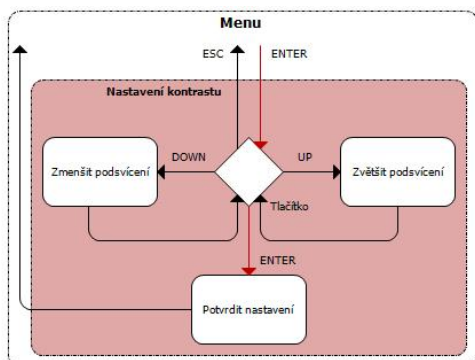 Menu
ESC
ENTER
Nastavení kontrastu
Zmenšit podsvícení
DOWN
UP
Zvětšit podsvícení
Tlačítko
ENTER
Potvrdit nastavení